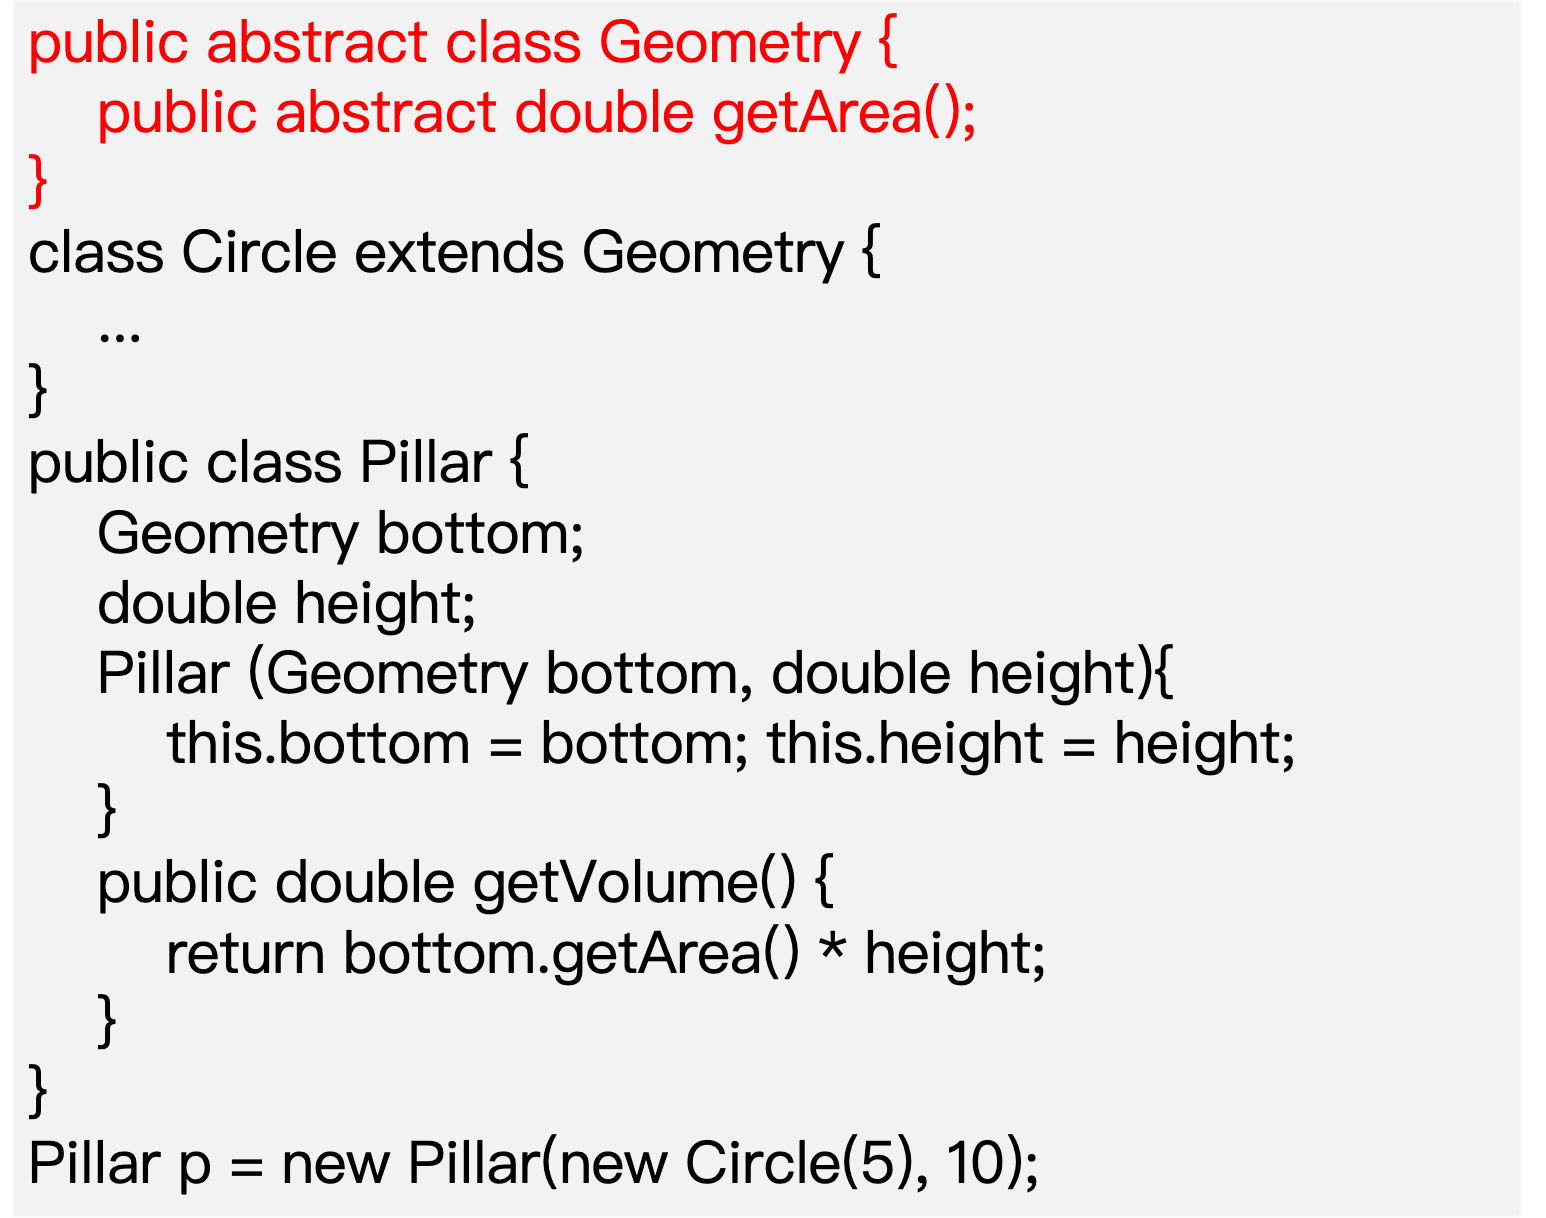 public abstract class Geometry {
public abstract double getArea();
}
class Circle extends Geometry {
...
}
public class Pillar {
Geometry bottom;
double height;
Pillar (Geometry bottom, double height){
this.bottom = bottom; this.height = height;
}
public double getVolume() {
return bottom.getArea() * height;
}
}
Pillar p = new Pillar(new Circle(5), 10);